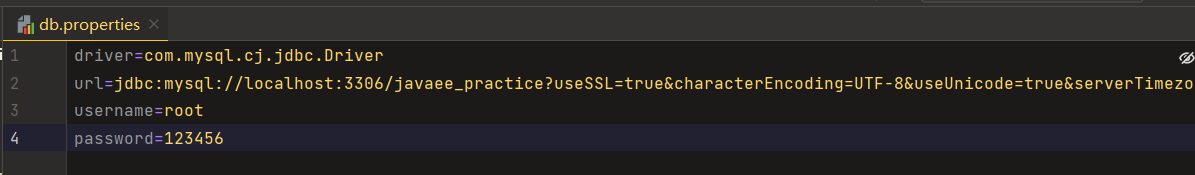 db.properties
1 driver=com.mysql.cj.jdbc.Driver
2 url=jdbc:mysql://localhost:3306/javaee_practice?useSSL=true&characterEncoding=UTF-8&useUnicode=true&serverTimezo
3 username=root
4 password=123456